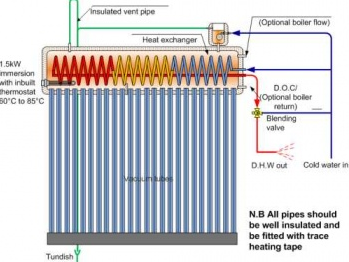 Insulated vent pipe
(Optional boiler flow)
Heat exchanger
1.5kW
immersion
with inbuilt
thermostat
60°C to 85°C
D.O.C/
(Optional boiler
return)
Blending
valve
D.H.W out
Cold water in
Vacuum tubes
N.B All pipes should
be well insulated and
be fitted with trace
heating tape
Tundish